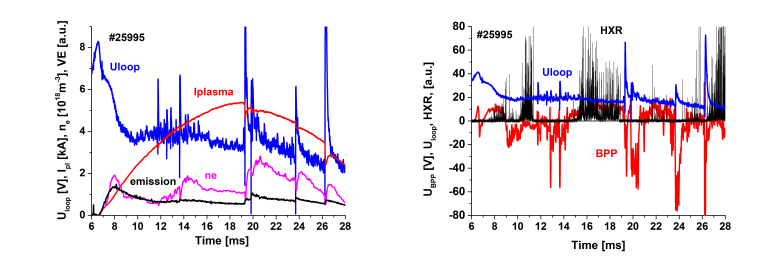 #25995
Uloop
Iplasma
emission
ne
8
6
4
2
0
6 8 10 12 14 16 18 20 22 24 26 28
Time [ms]
U_loop [V], I_pl [kA], n_e [10^18 m^-3], VE [a.u.]
#25995
HXR
Uloop
BPP
80
60
40
20
0
-20
-40
-60
-80
6 8 10 12 14 16 18 20 22 24 26 28
Time [ms]
U_BPP [V], U_loop, HXR, [a.u.]